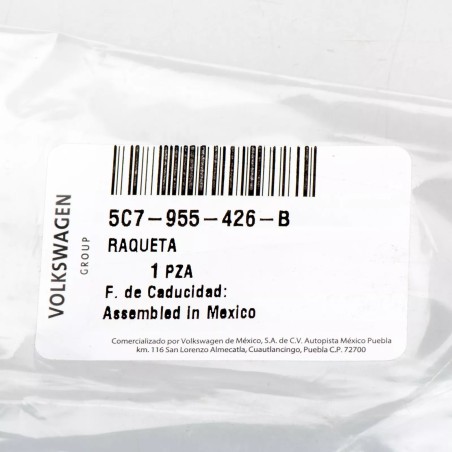 VOLKSWAGEN
GROUP
5C7-955-426-B
RAQUETA
1 PZA
F. de Caducidad:
Assembled in Mexico
Comercializado por Volkswagen de México, S.A. de C.V. Autopista México Puebla
km. 116 San Lorenzo Almecatla, Cuautlancingo, Puebla C.P. 72700